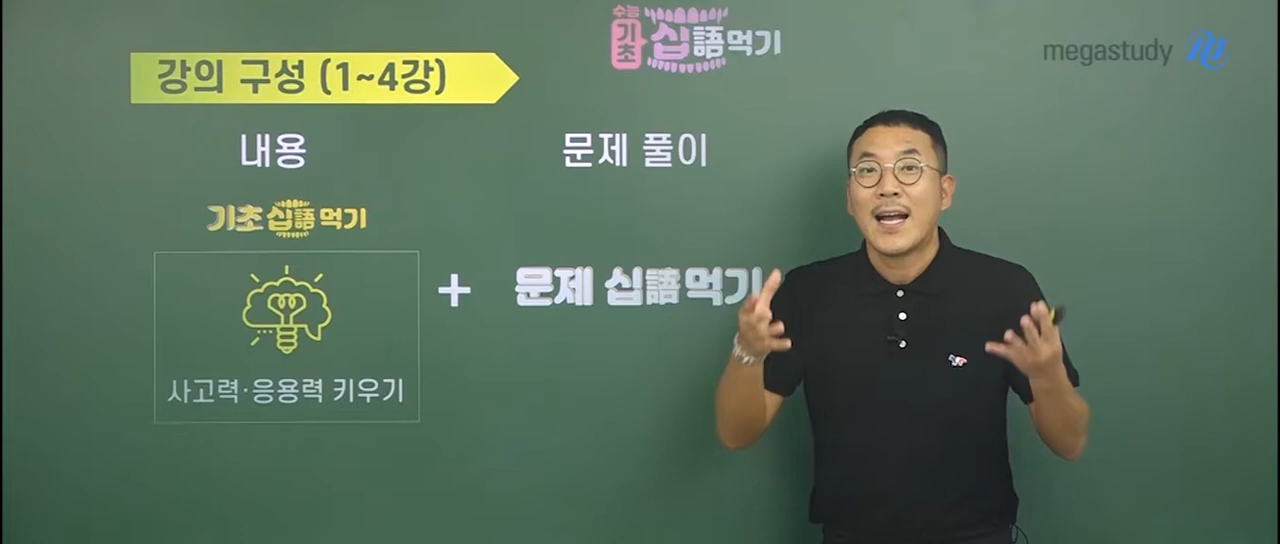 수능
기초
십語먹기
megastudy
강의 구성 (1~4강)
내용
문제 풀이
기초 십語 먹기
+
문제 십語 먹기
사고력·응용력 키우기